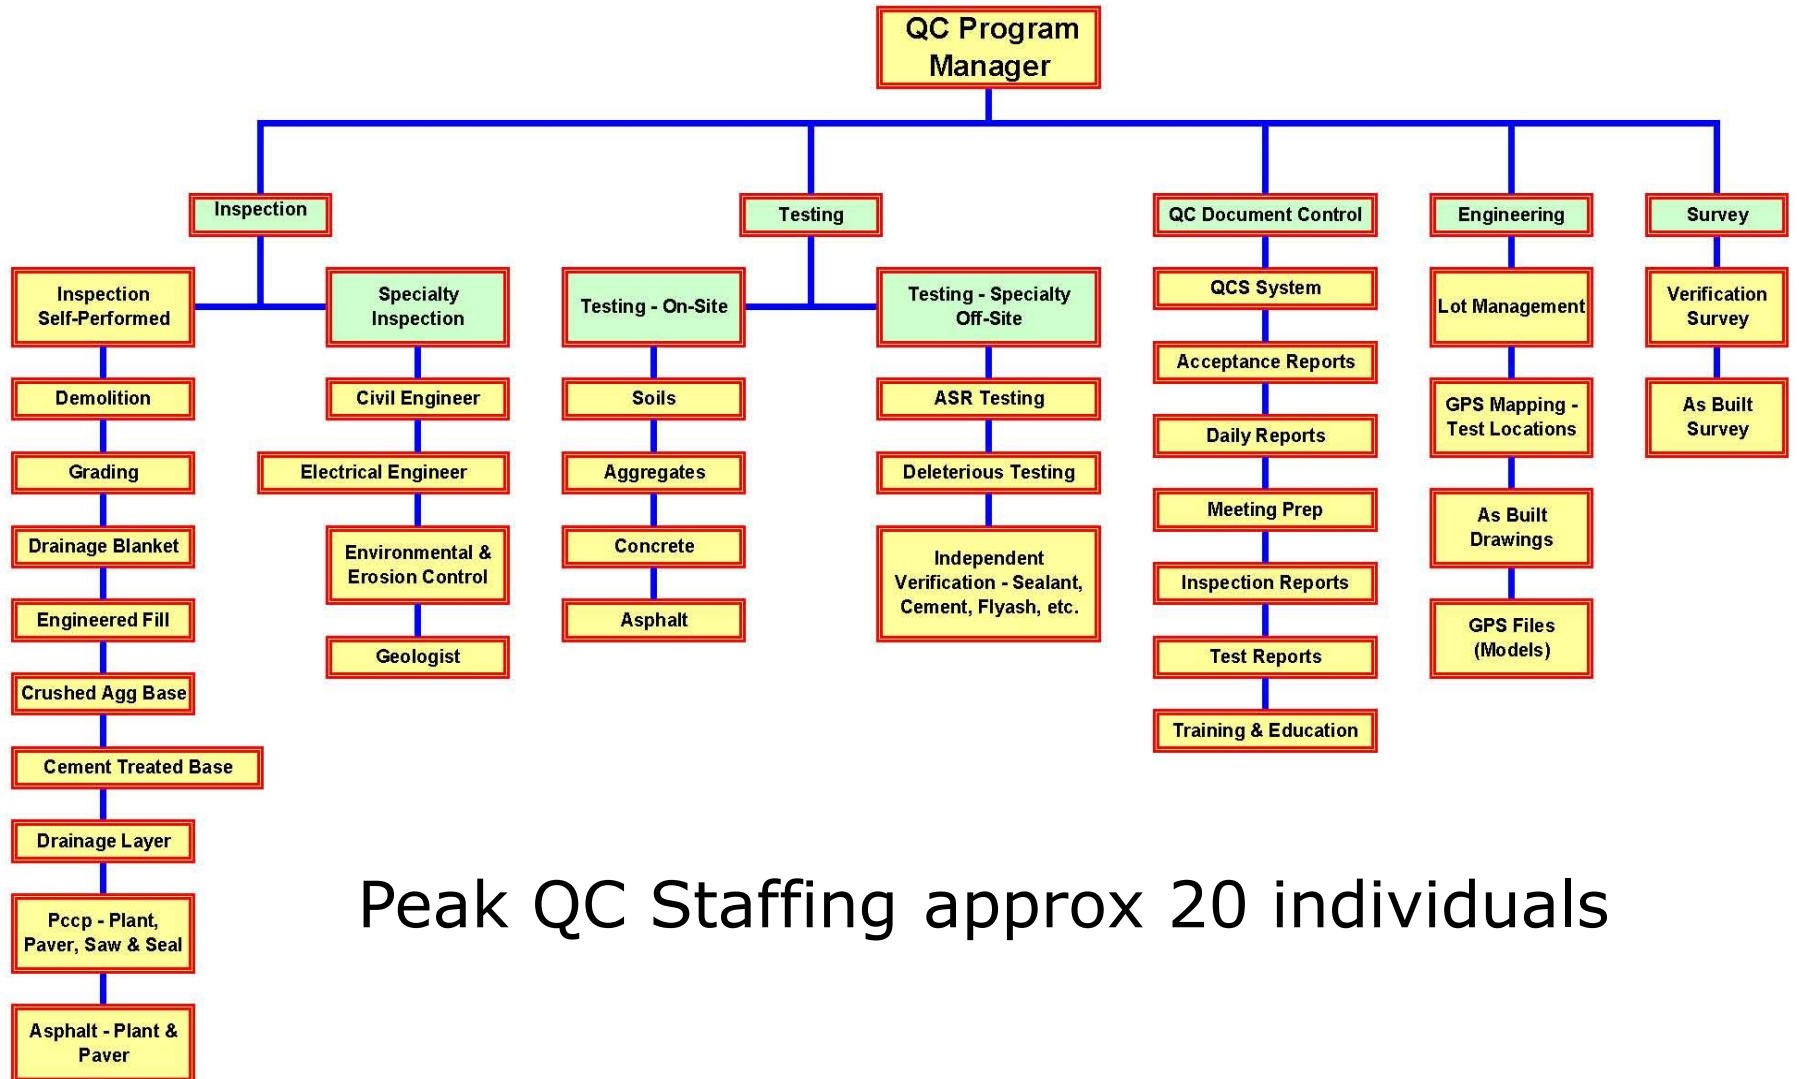 QC Program
Manager
Inspection
Testing
QC Document Control
Engineering
Survey
Inspection
Self-Performed
Specialty
Inspection
Testing - On-Site
Testing - Specialty
Off-Site
QCS System
Lot Management
Verification
Survey
Demolition
Grading
Drainage Blanket
Engineered Fill
Crushed Agg Base
Cement Treated Base
Drainage Layer
Pccp - Plant,
Paver, Saw & Seal
Asphalt - Plant &
Paver
Civil Engineer
Electrical Engineer
Environmental &
Erosion Control
Geologist
Soils
Aggregates
Concrete
Asphalt
ASR Testing
Deleterious Testing
Independent
Verification - Sealant,
Cement, Flyash, etc.
Acceptance Reports
Daily Reports
Meeting Prep
Inspection Reports
Test Reports
Training & Education
GPS Mapping -
Test Locations
As Built
Drawings
GPS Files
(Models)
As Built
Survey
Peak QC Staffing approx 20 individuals